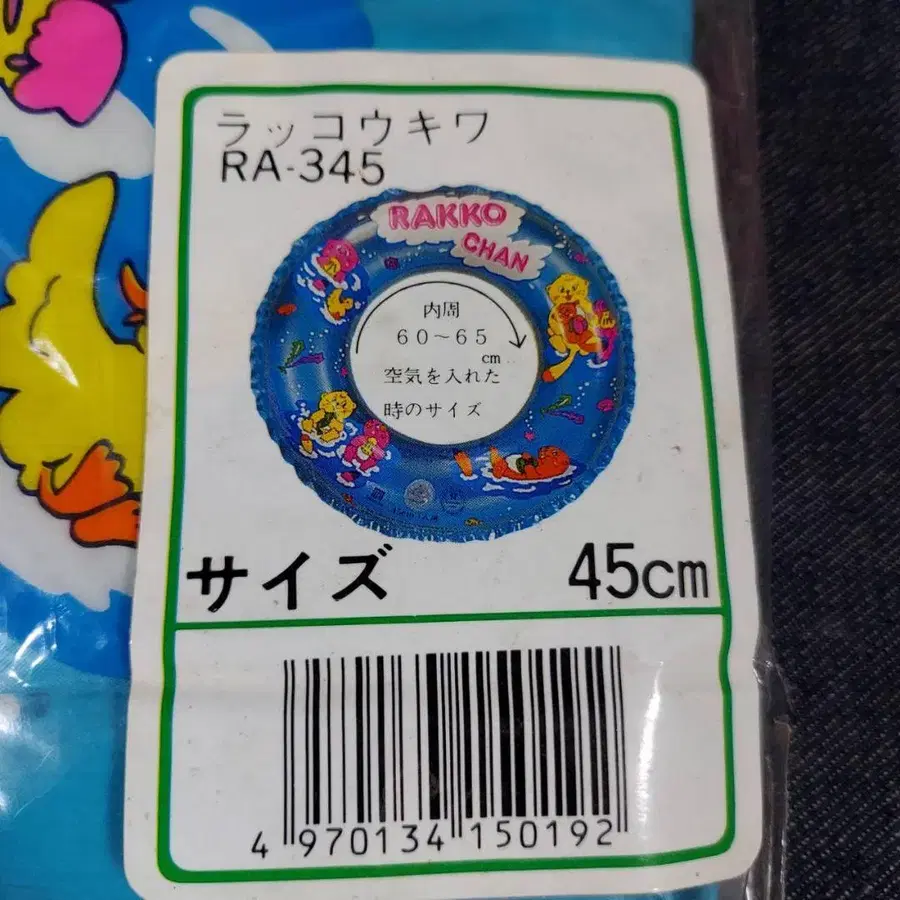 ラッコウキワ
RA-345
RAKKO
CHAN
内周
60～65
cm
空気を入れた
時のサイズ
サイズ 45cm
4 970134 150192